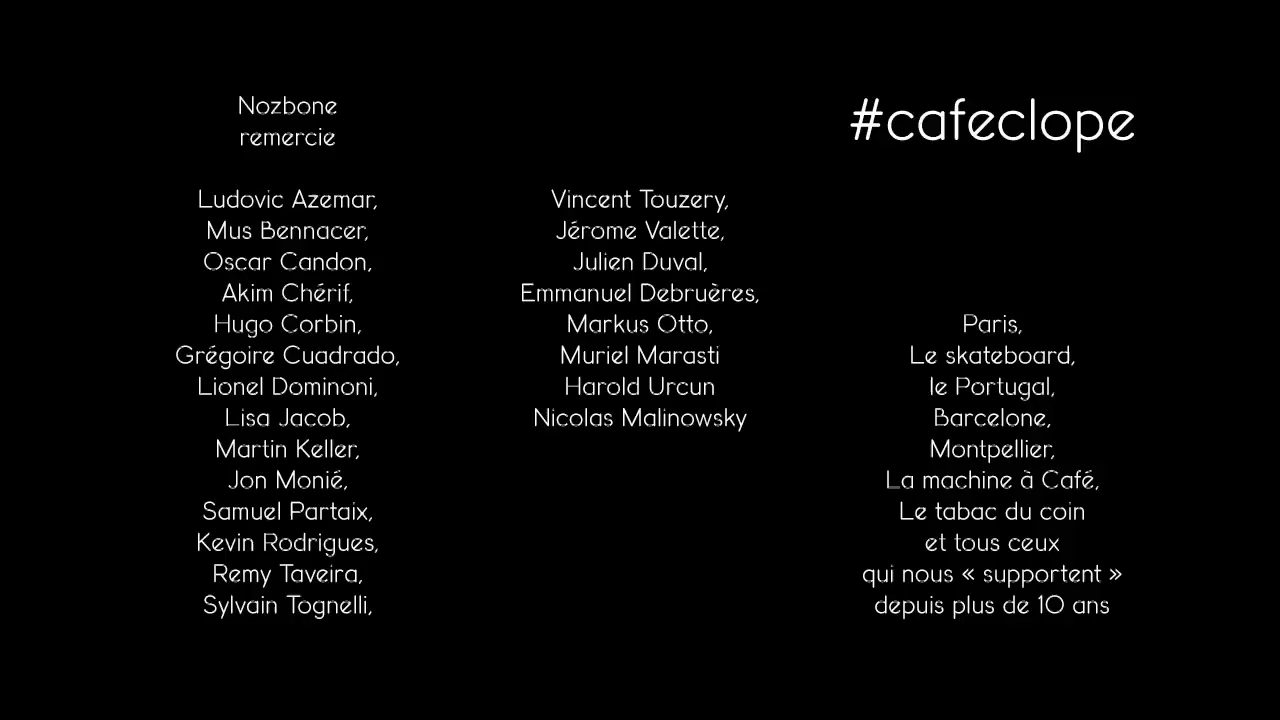 Nozbone
remercie
Ludovic Azemar,
Mus Bennacer,
Oscar Candon,
Akim Chérif,
Hugo Corbin,
Grégoire Cuadrado,
Lionel Dominoni,
Lisa Jacob,
Martin Keller,
Jon Monié,
Samuel Partaix,
Kevin Rodrigues,
Remy Taveira,
Sylvain Tognelli,
Vincent Touzery,
Jérome Valette,
Julien Duval,
Emmanuel Debruères,
Markus Otto,
Muriel Marasti
Harold Urcun
Nicolas Malinowsky
#cafeclope
Paris,
Le skateboard,
le Portugal,
Barcelone,
Montpellier,
La machine à Café,
Le tabac du coin
et tous ceux
qui nous « supportent »
depuis plus de 10 ans